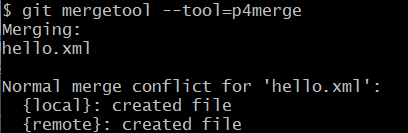 $ git mergetool --tool=p4merge
Merging:
hello.xml

Normal merge conflict for 'hello.xml':
  {local}: created file
  {remote}: created file